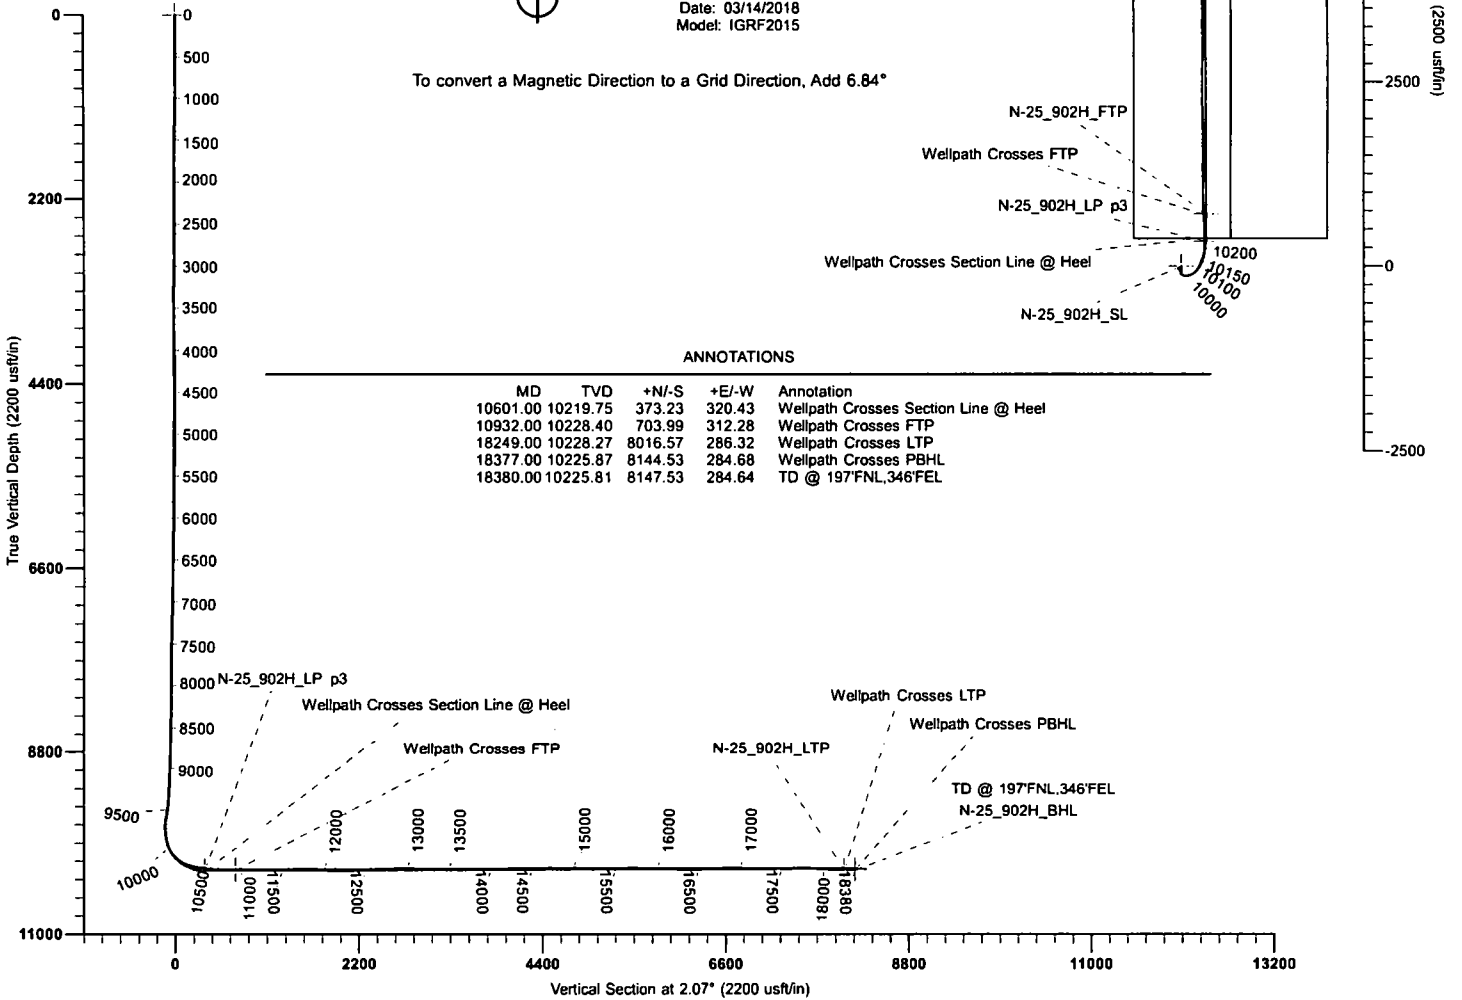 Date: 03/14/2018
Model: IGRF2015
To convert a Magnetic Direction to a Grid Direction, Add 6.84°
0
2200
4400
6600
8800
11000
True Vertical Depth (2200 usft/in)
0
500
1000
1500
2000
2500
3000
3500
4000
4500
5000
5500
6000
6500
7000
7500
8000
8500
9000
9500
10000
(2500 usft/in)
2500
0
-2500
N-25_902H_FTP
Wellpath Crosses FTP
N-25_902H_LP p3
Wellpath Crosses Section Line @ Heel
N-25_902H_SL
10200
10150
10100
10000
ANNOTATIONS
MD TVD +N/-S +E/-W Annotation
10601.00 10219.75 373.23 320.43 Wellpath Crosses Section Line @ Heel
10932.00 10228.40 703.99 312.28 Wellpath Crosses FTP
18249.00 10228.27 8016.57 286.32 Wellpath Crosses LTP
18377.00 10225.87 8144.53 284.68 Wellpath Crosses PBHL
18380.00 10225.81 8147.53 284.64 TD @ 197'FNL,346'FEL
N-25_902H_LP p3
Wellpath Crosses Section Line @ Heel
Wellpath Crosses FTP
Wellpath Crosses LTP
Wellpath Crosses PBHL
N-25_902H_LTP
TD @ 197'FNL,346'FEL
N-25_902H_BHL
10500
11000
11500
12000
12500
13000
13500
14000
14500
15000
15500
16000
16500
17000
17500
18000
18380
0
2200
4400
6600
8800
11000
13200
Vertical Section at 2.07° (2200 usft/in)